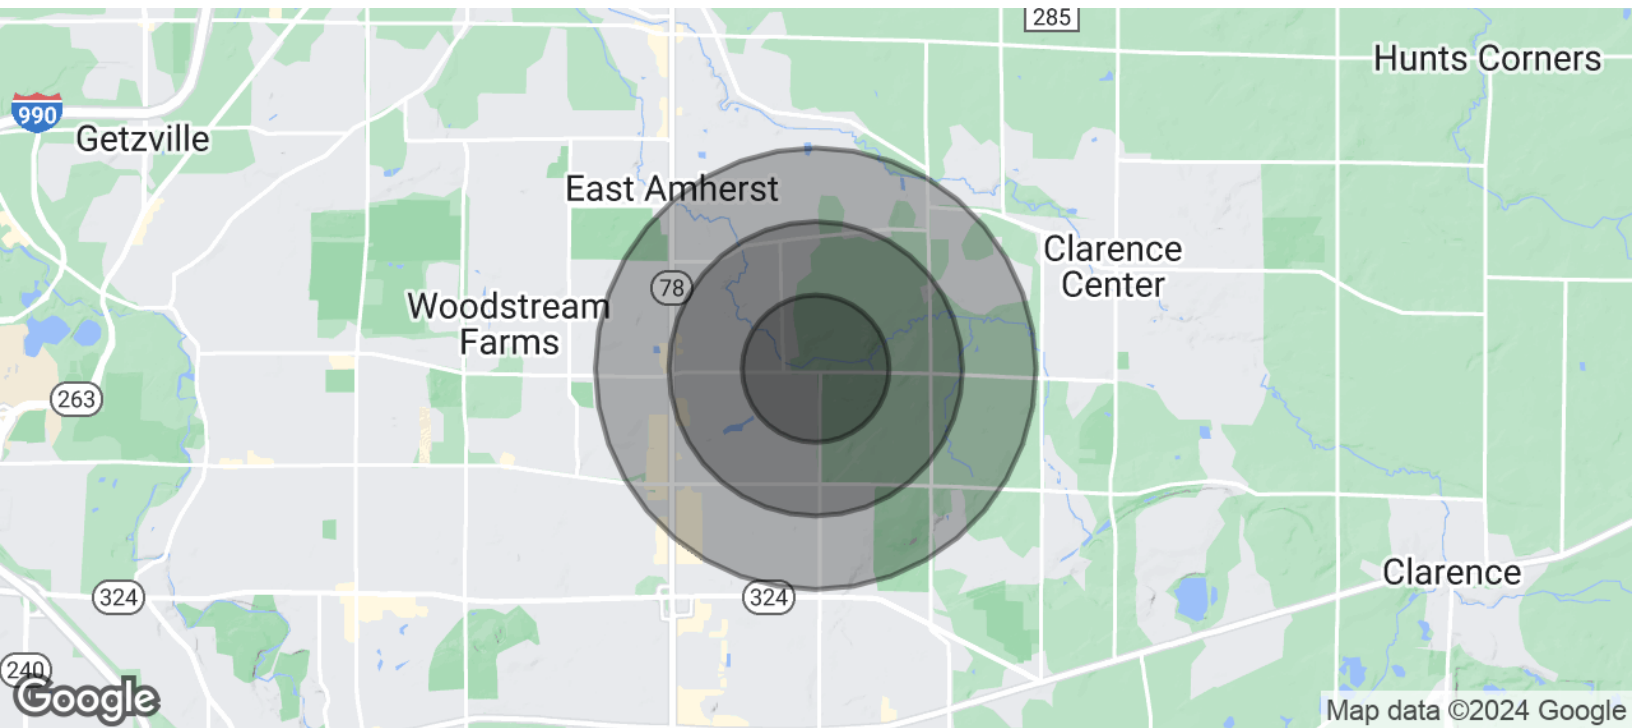 285
Hunts Corners
990
Getzville
East Amherst
Clarence
Center
78
Woodstream
Farms
263
Clarence
324
324
240
Google
Map data ©2024 Google